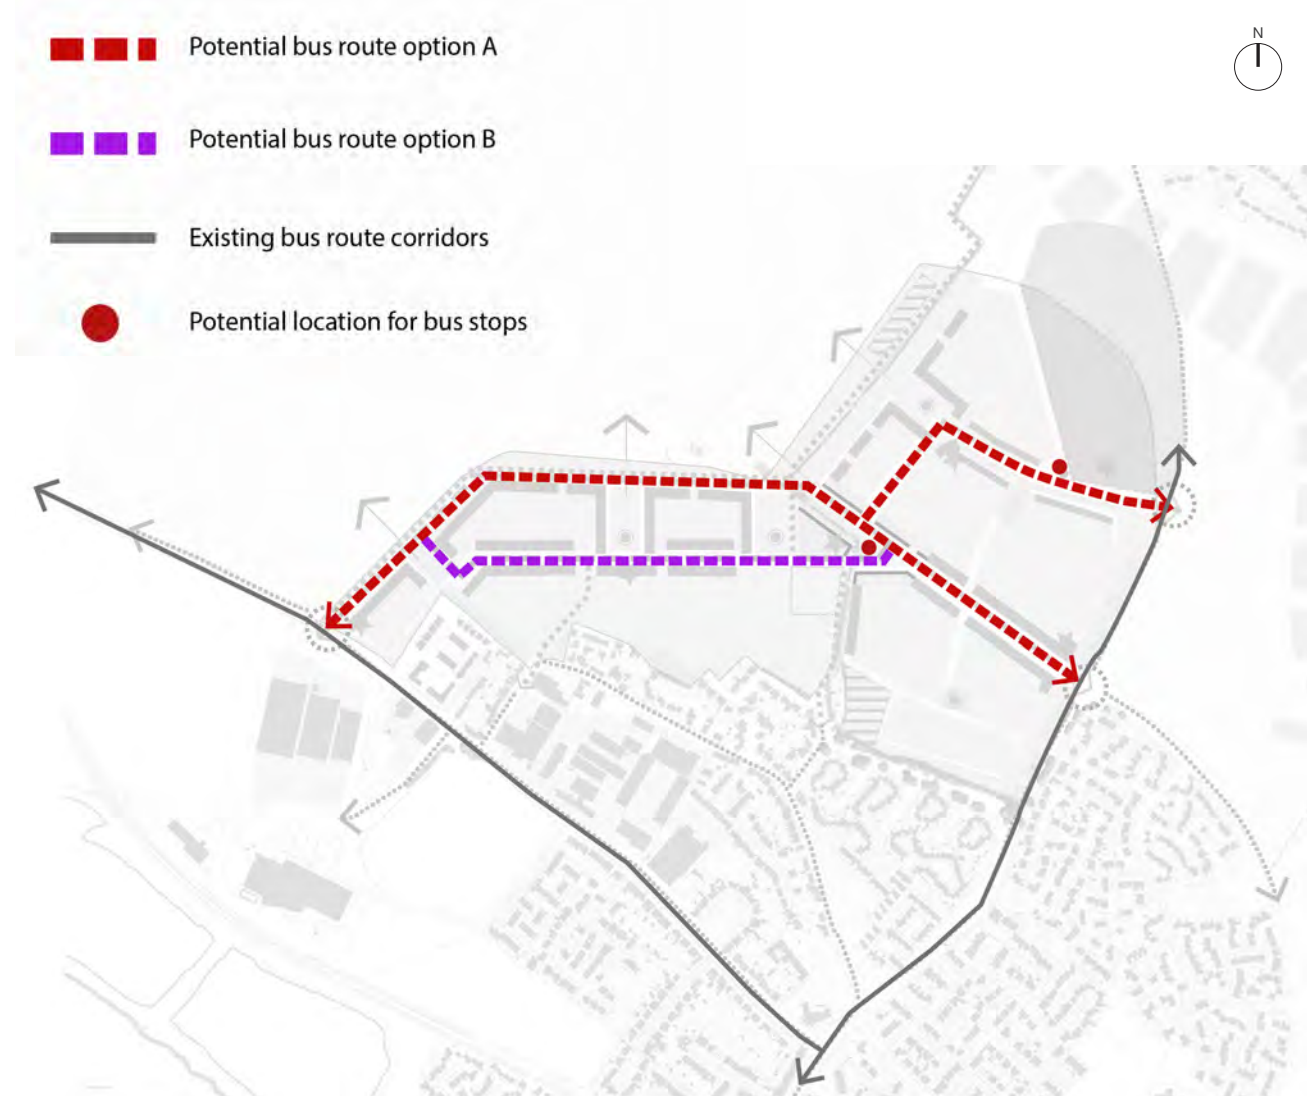 Potential bus route option A
N
Potential bus route option B
Existing bus route corridors
Potential location for bus stops